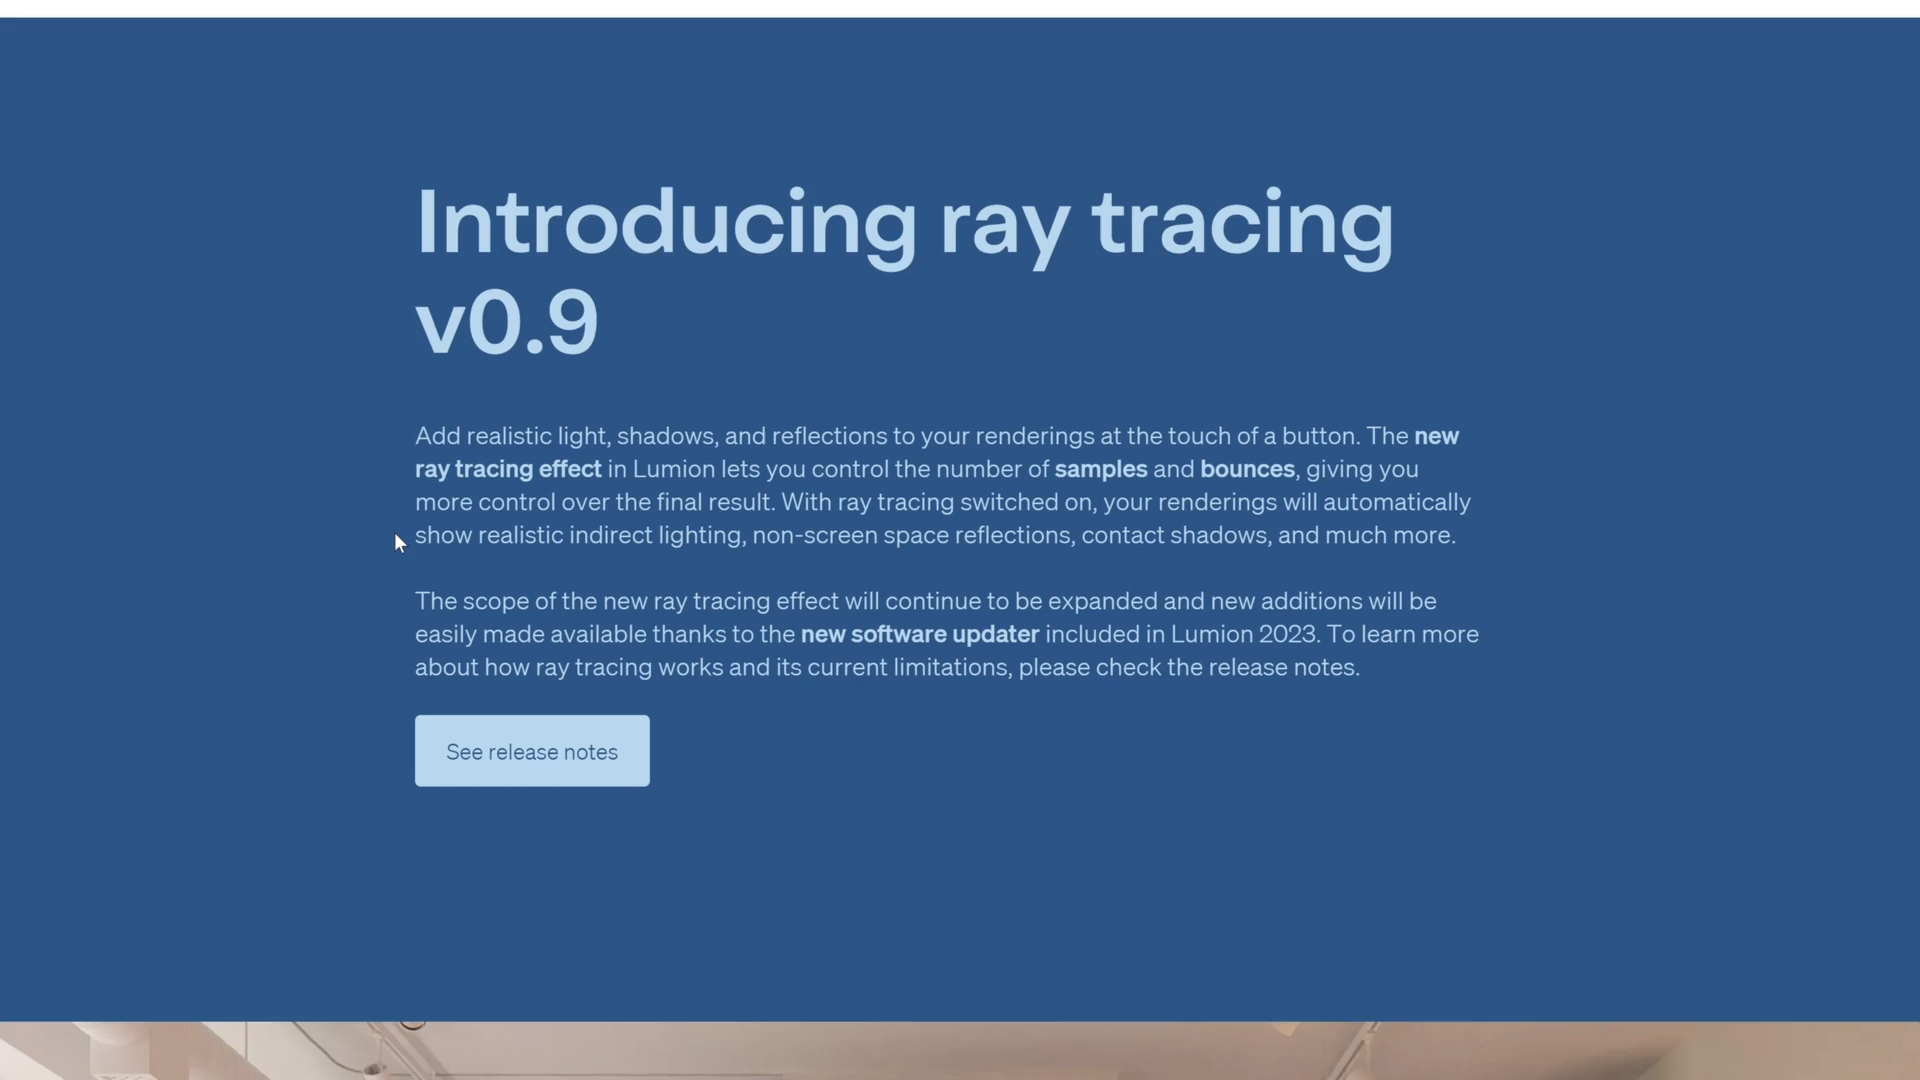 Introducing ray tracing
v0.9
Add realistic light, shadows, and reflections to your renderings at the touch of a button. The new
ray tracing effect in Lumion lets you control the number of samples and bounces, giving you
more control over the final result. With ray tracing switched on, your renderings will automatically
show realistic indirect lighting, non-screen space reflections, contact shadows, and much more.
The scope of the new ray tracing effect will continue to be expanded and new additions will be
easily made available thanks to the new software updater included in Lumion 2023. To learn more
about how ray tracing works and its current limitations, please check the release notes.
See release notes